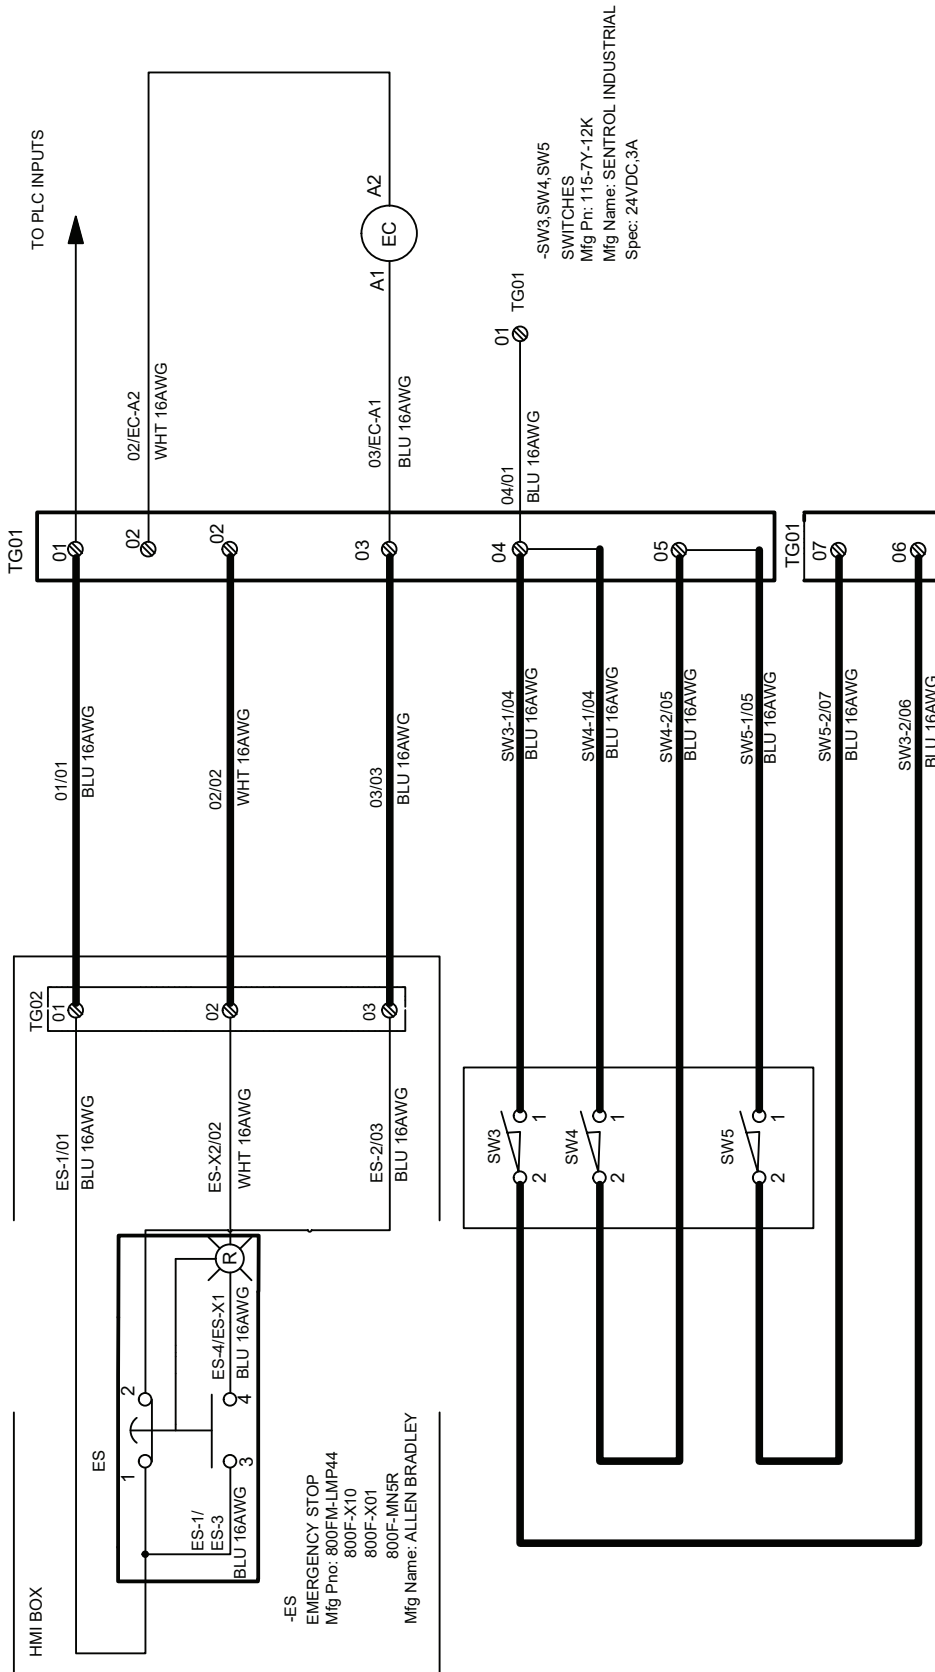 HMI BOX
ES
1
2
3
4
R
ES-1/
ES-3
BLU 16AWG
ES-4/ES-X1
BLU 16AWG
-ES
EMERGENCY STOP
Mfg Pno: 800FM-LMP44
800F-X10
800F-X01
800F-MN5R
Mfg Name: ALLEN BRADLEY
ES-1/01
BLU 16AWG
ES-X2/02
WHT 16AWG
ES-2/03
BLU 16AWG
TG02
01
02
03
01/01
BLU 16AWG
02/02
WHT 16AWG
03/03
BLU 16AWG
TG01
01
02
02
03
04
05
TO PLC INPUTS
02/EC-A2
WHT 16AWG
03/EC-A1
BLU 16AWG
A1
EC
A2
04/01
BLU 16AWG
01
TG01
-SW3,SW4,SW5
SWITCHES
Mfg Pn: 115-7Y-12K
Mfg Name: SENTROL INDUSTRIAL
Spec: 24VDC,3A
SW3
2
1
SW4
2
1
SW5
2
1
SW3-1/04
BLU 16AWG
SW4-1/04
BLU 16AWG
SW4-2/05
BLU 16AWG
SW5-1/05
BLU 16AWG
SW5-2/07
BLU 16AWG
SW3-2/06
BLU 16AWG
TG01
07
06